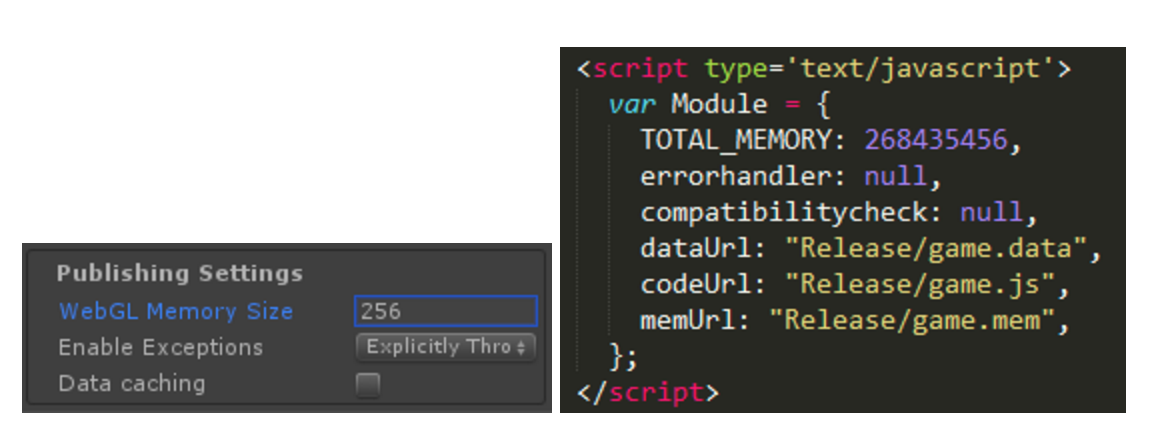 Publishing Settings
WebGL Memory Size 256
Enable Exceptions Explicitly Thro
Data caching
<script type='text/javascript'>
var Module = {
TOTAL_MEMORY: 268435456,
errorhandler: null,
compatibilitycheck: null,
dataUrl: "Release/game.data",
codeUrl: "Release/game.js",
memUrl: "Release/game.mem",
};
</script>